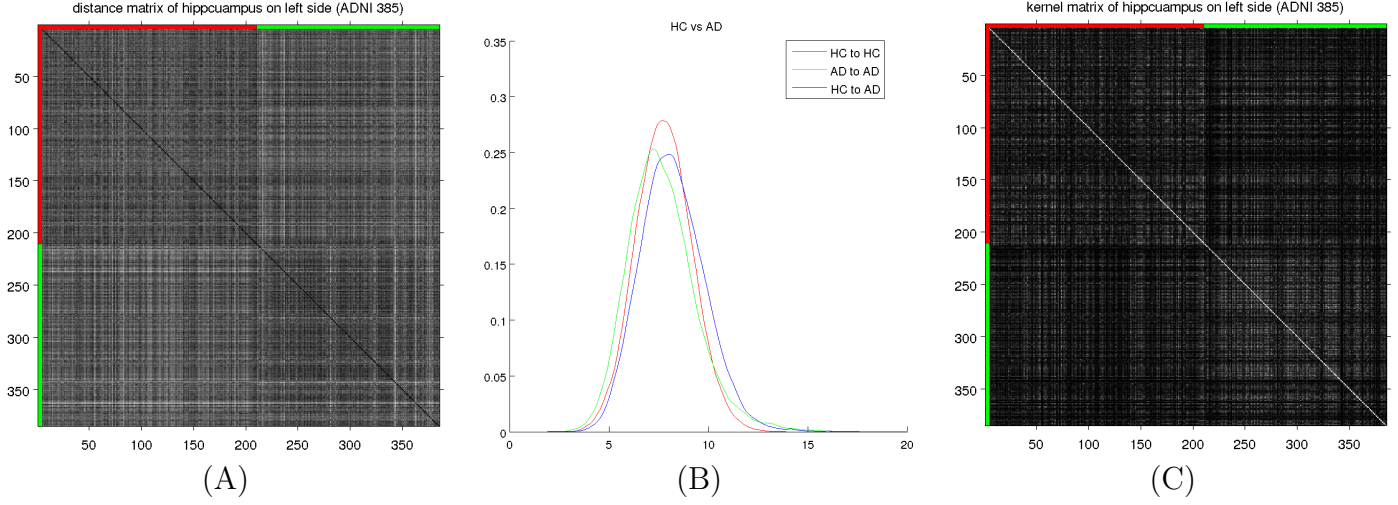 distance matrix of hippcuampus on left side (ADNI 385)
50
100
150
200
250
300
350
50 100 150 200 250 300 350
(A)
HC vs AD
0.35
0.3
0.25
0.2
0.15
0.1
0.05
0
0 5 10 15 20
HC to HC
AD to AD
HC to AD
(B)
kernel matrix of hippcuampus on left side (ADNI 385)
50
100
150
200
250
300
350
50 100 150 200 250 300 350
(C)